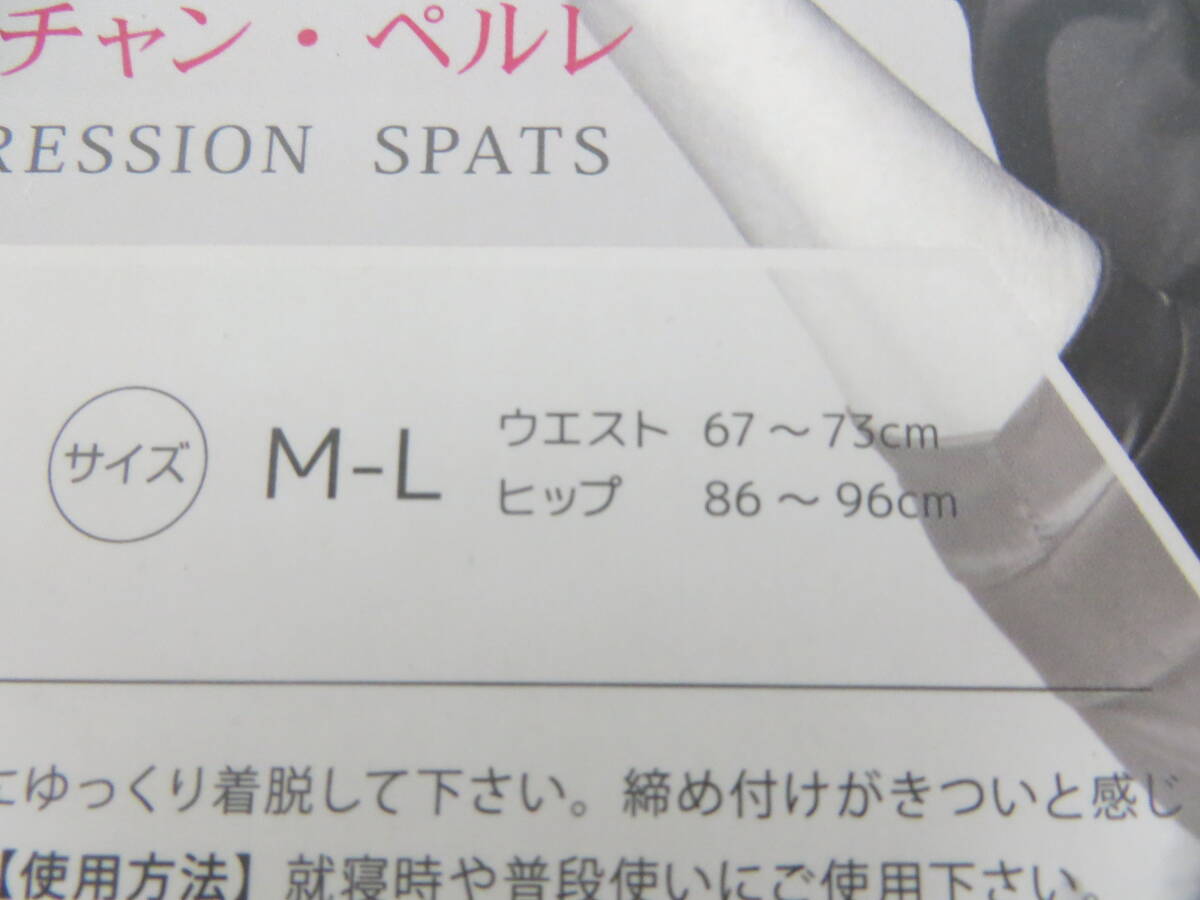 チャン・ペルレ
RESSION SPATS
サイズ M-L ウエスト 67～73cm
ヒップ 86～96cm
にゆっくり着脱して下さい。締め付けがきついと感じ
【使用方法】就寝時や普段使いにご使用下さい。